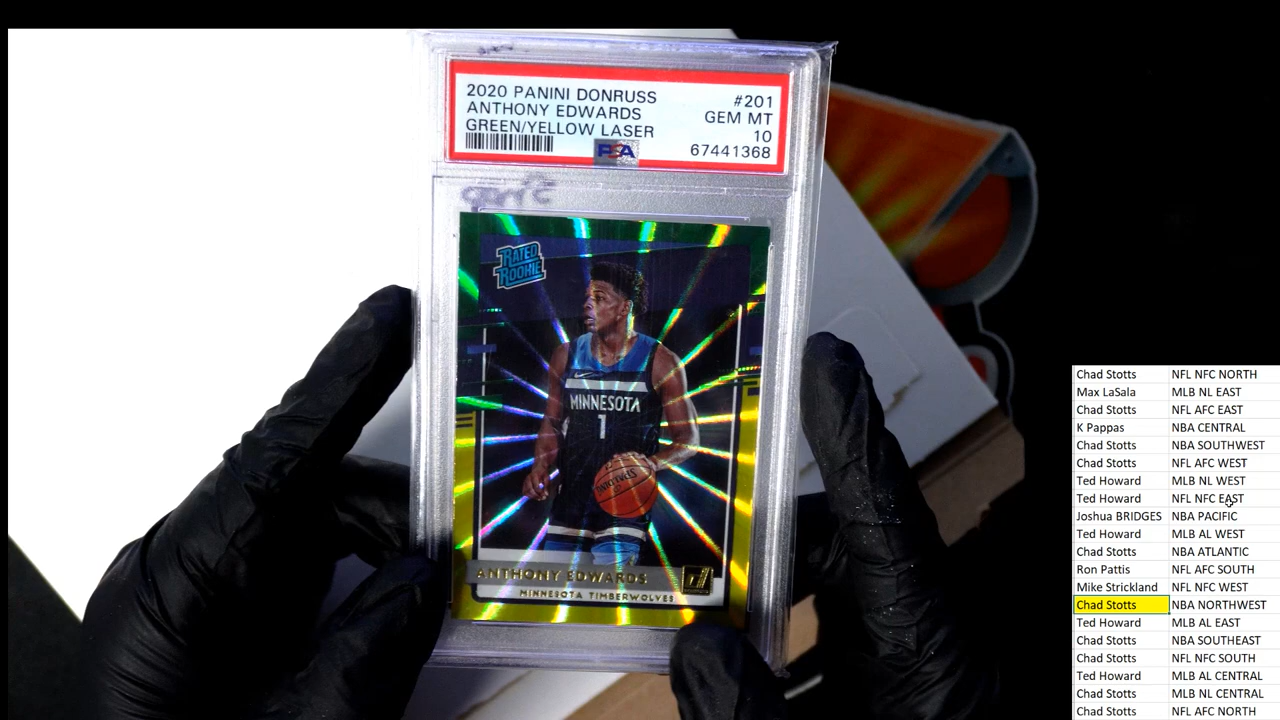 2020 PANINI DONRUSS #201
ANTHONY EDWARDS GEM MT
GREEN/YELLOW LASER 10
PSA 67441368
RATED
ROOKIE
MINNESOTA
1
SPALDING
ANTHONY EDWARDS
MINNESOTA TIMBERWOLVES
Chad Stotts NFL NFC NORTH
Max LaSala MLB NL EAST
Chad Stotts NFL AFC EAST
K Pappas NBA CENTRAL
Chad Stotts NBA SOUTHWEST
Chad Stotts NFL AFC WEST
Ted Howard MLB NL WEST
Ted Howard NFL NFC EAST
Joshua BRIDGES NBA PACIFIC
Ted Howard MLB AL WEST
Chad Stotts NBA ATLANTIC
Ron Pattis NFL AFC SOUTH
Mike Strickland NFL NFC WEST
Chad Stotts NBA NORTHWEST
Ted Howard MLB AL EAST
Chad Stotts NBA SOUTHEAST
Chad Stotts NFL NFC SOUTH
Ted Howard MLB AL CENTRAL
Chad Stotts MLB NL CENTRAL
Chad Stotts NFL AFC NORTH